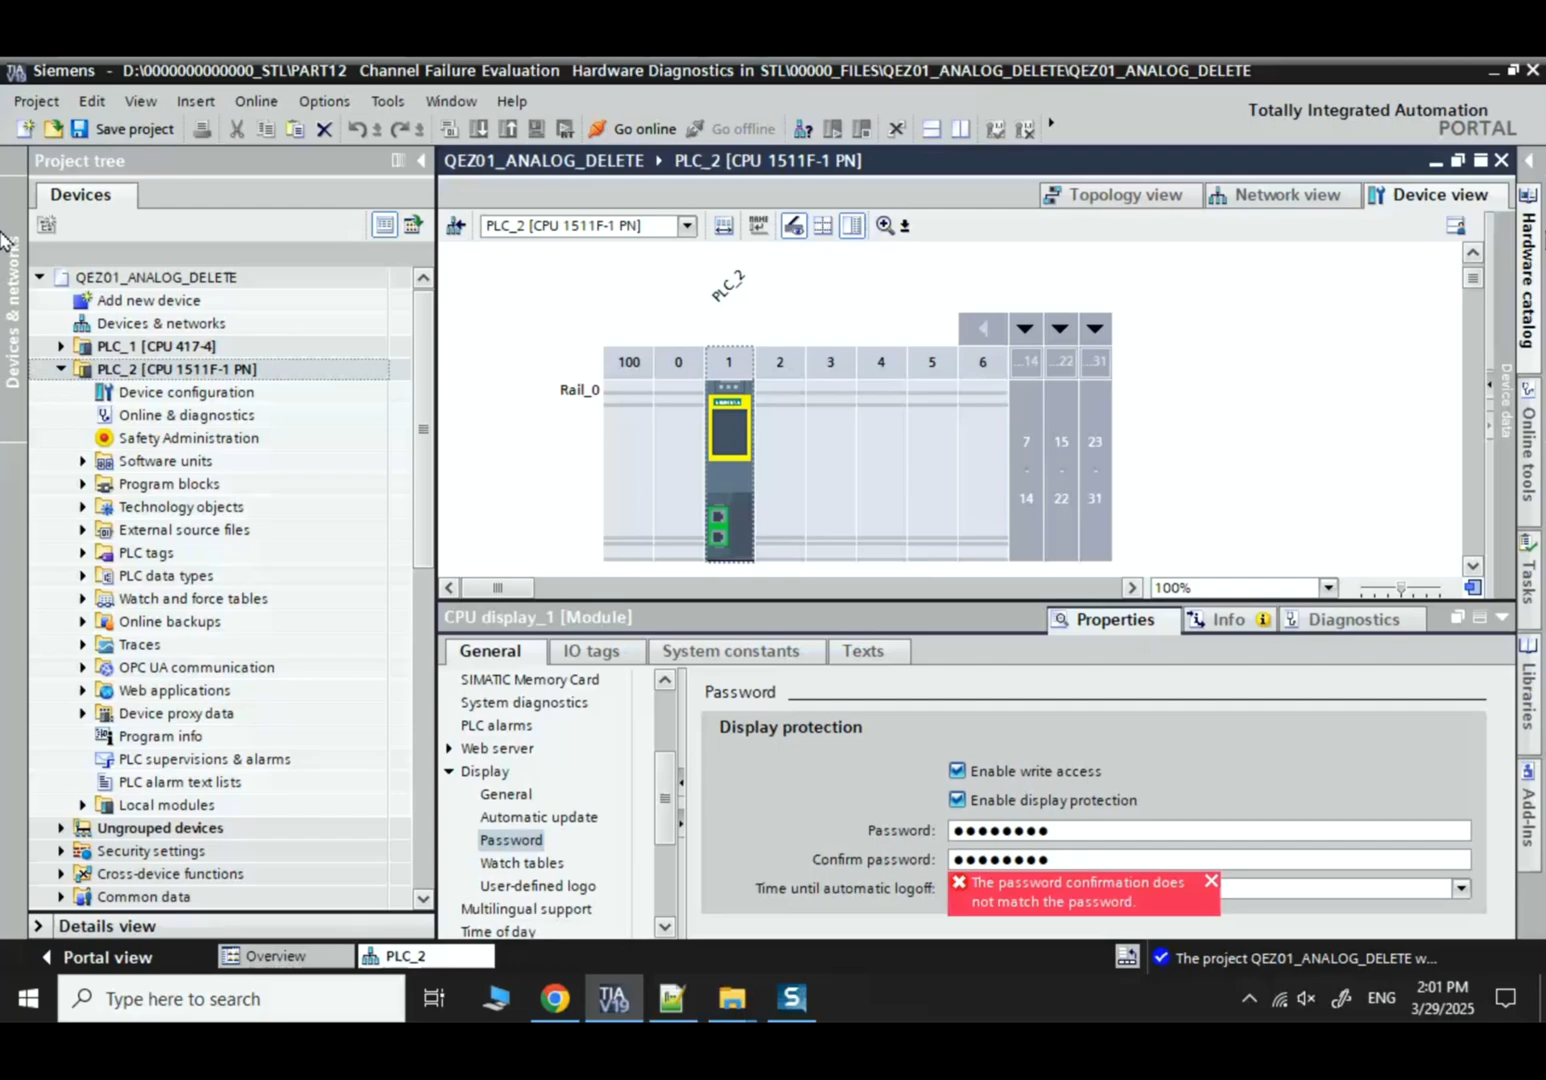 Siemens - D:\0000000000000_STL\PART12 Channel Failure Evaluation Hardware Diagnostics in STL\00000_FILES\QEZ01_ANALOG_DELETE\QEZ01_ANALOG_DELETE
Project Edit View Insert Online Options Tools Window Help
Totally Integrated Automation
PORTAL
Save project Go online Go offline
Project tree
QEZ01_ANALOG_DELETE PLC_2 [CPU 1511F-1 PN]
Devices
Topology view Network view Device view
PLC_2 [CPU 1511F-1 PN]
Devices & networks
QEZ01_ANALOG_DELETE
Add new device
Devices & networks
PLC_1 [CPU 417-4]
PLC_2 [CPU 1511F-1 PN]
Device configuration
Online & diagnostics
Safety Administration
Software units
Program blocks
Technology objects
External source files
PLC tags
PLC data types
Watch and force tables
Online backups
Traces
OPC UA communication
Web applications
Device proxy data
Program info
PLC supervisions & alarms
PLC alarm text lists
Local modules
Ungrouped devices
Security settings
Cross-device functions
Common data
Details view
PLC_2
100 0 1 2 3 4 5 6 ...14 ...22 ...31
Rail_0
7 15 23
- - -
14 22 31
100%
Device data
Hardware catalog
Online tools
Tasks
Libraries
Add-Ins
CPU display_1 [Module]
Properties Info Diagnostics
General IO tags System constants Texts
SIMATIC Memory Card
System diagnostics
PLC alarms
Web server
Display
General
Automatic update
Password
Watch tables
User-defined logo
Multilingual support
Time of day
Password
Display protection
Enable write access
Enable display protection
Password: ●●●●●●●●
Confirm password: ●●●●●●●●
Time until automatic logoff:
The password confirmation does
not match the password.
Portal view Overview PLC_2
The project QEZ01_ANALOG_DELETE w...
Type here to search
TIA
V19
S
ENG
2:01 PM
3/29/2025